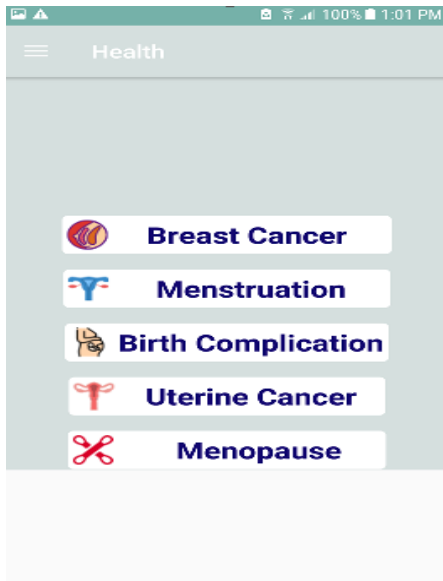 100% 1:01 PM
Health
Breast Cancer
Menstruation
Birth Complication
Uterine Cancer
Menopause